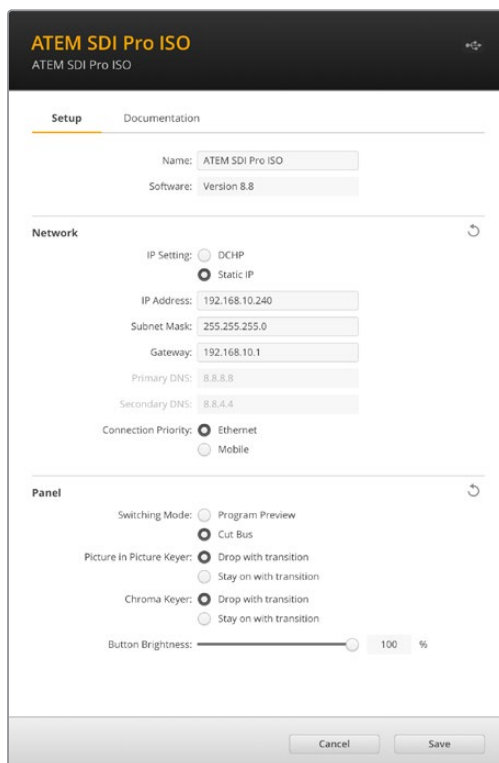 ATEM SDI Pro ISO
ATEM SDI Pro ISO
Setup Documentation
Name: ATEM SDI Pro ISO
Software: Version 8.8
Network
IP Setting: DCHP
Static IP
IP Address: 192.168.10.240
Subnet Mask: 255.255.255.0
Gateway: 192.168.10.1
Primary DNS: 8.8.8.8
Secondary DNS: 8.8.4.4
Connection Priority: Ethernet
Mobile
Panel
Switching Mode: Program Preview
Cut Bus
Picture in Picture Keyer: Drop with transition
Stay on with transition
Chroma Keyer: Drop with transition
Stay on with transition
Button Brightness: 100 %
Cancel Save